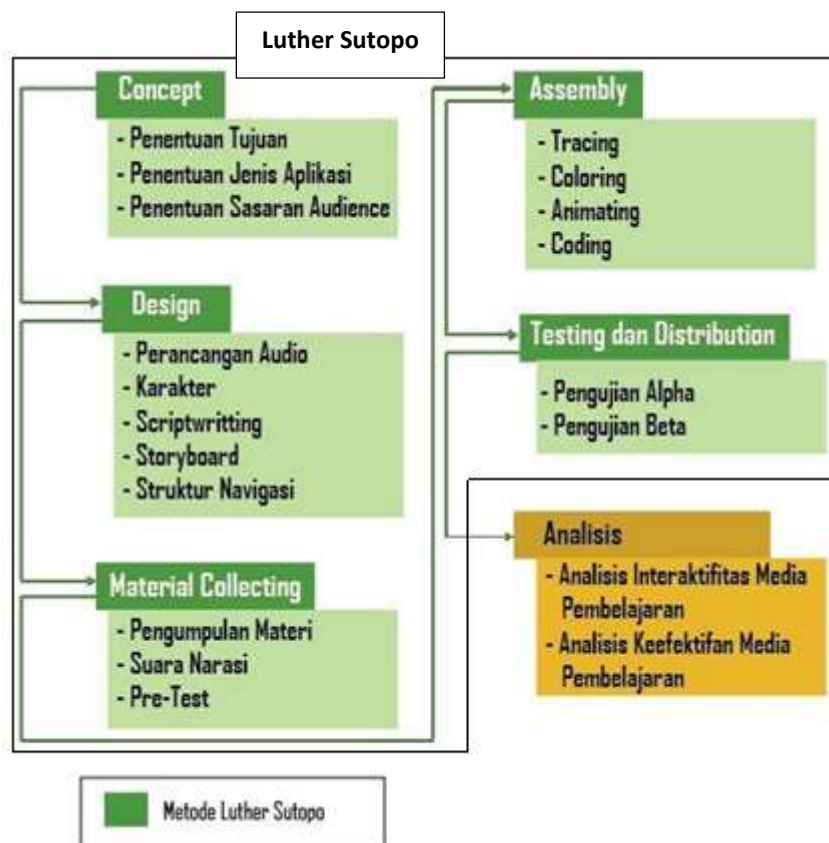 Luther Sutopo
Concept
- Penentuan Tujuan
- Penentuan Jenis Aplikasi
- Penentuan Sasaran Audience
Design
- Perancangan Audio
- Karakter
- Scriptwritting
- Storyboard
- Struktur Navigasi
Material Collecting
- Pengumpulan Materi
- Suara Narasi
- Pre-Test
Assembly
- Tracing
- Coloring
- Animating
- Coding
Testing dan Distribution
- Pengujian Alpha
- Pengujian Beta
Analisis
- Analisis Interaktifitas Media
Pembelajaran
- Analisis Keefektifan Media
Pembelajaran
Metode Luther Sutopo